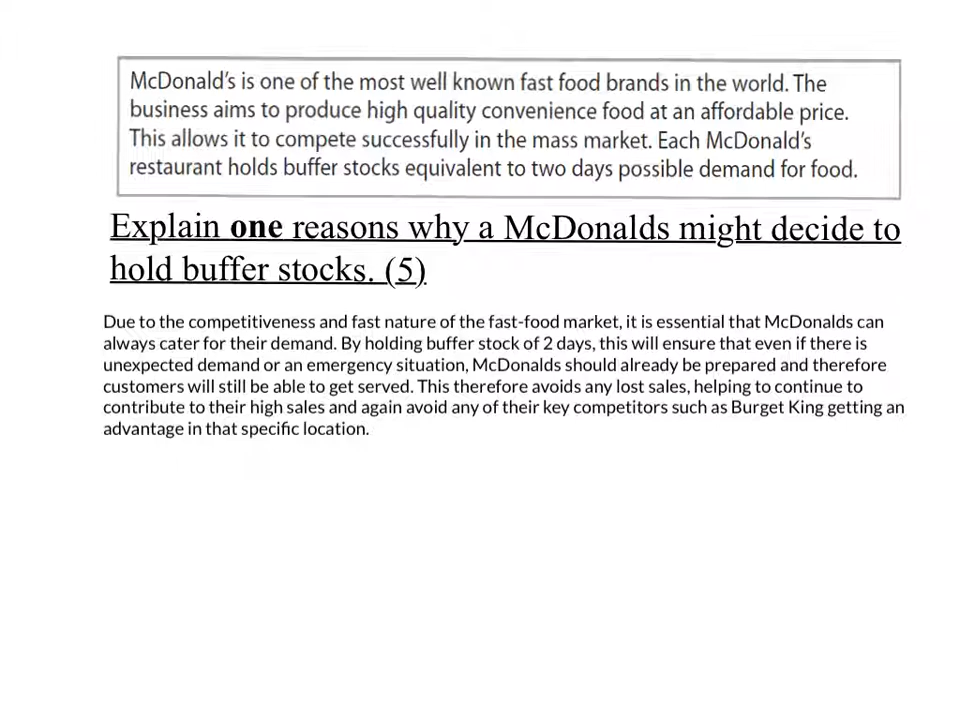 McDonald's is one of the most well known fast food brands in the world. The
business aims to produce high quality convenience food at an affordable price.
This allows it to compete successfully in the mass market. Each McDonald's
restaurant holds buffer stocks equivalent to two days possible demand for food.
Explain one reasons why a McDonalds might decide to
hold buffer stocks. (5)
Due to the competitiveness and fast nature of the fast-food market, it is essential that McDonalds can
always cater for their demand. By holding buffer stock of 2 days, this will ensure that even if there is
unexpected demand or an emergency situation, McDonalds should already be prepared and therefore
customers will still be able to get served. This therefore avoids any lost sales, helping to continue to
contribute to their high sales and again avoid any of their key competitors such as Burget King getting an
advantage in that specific location.